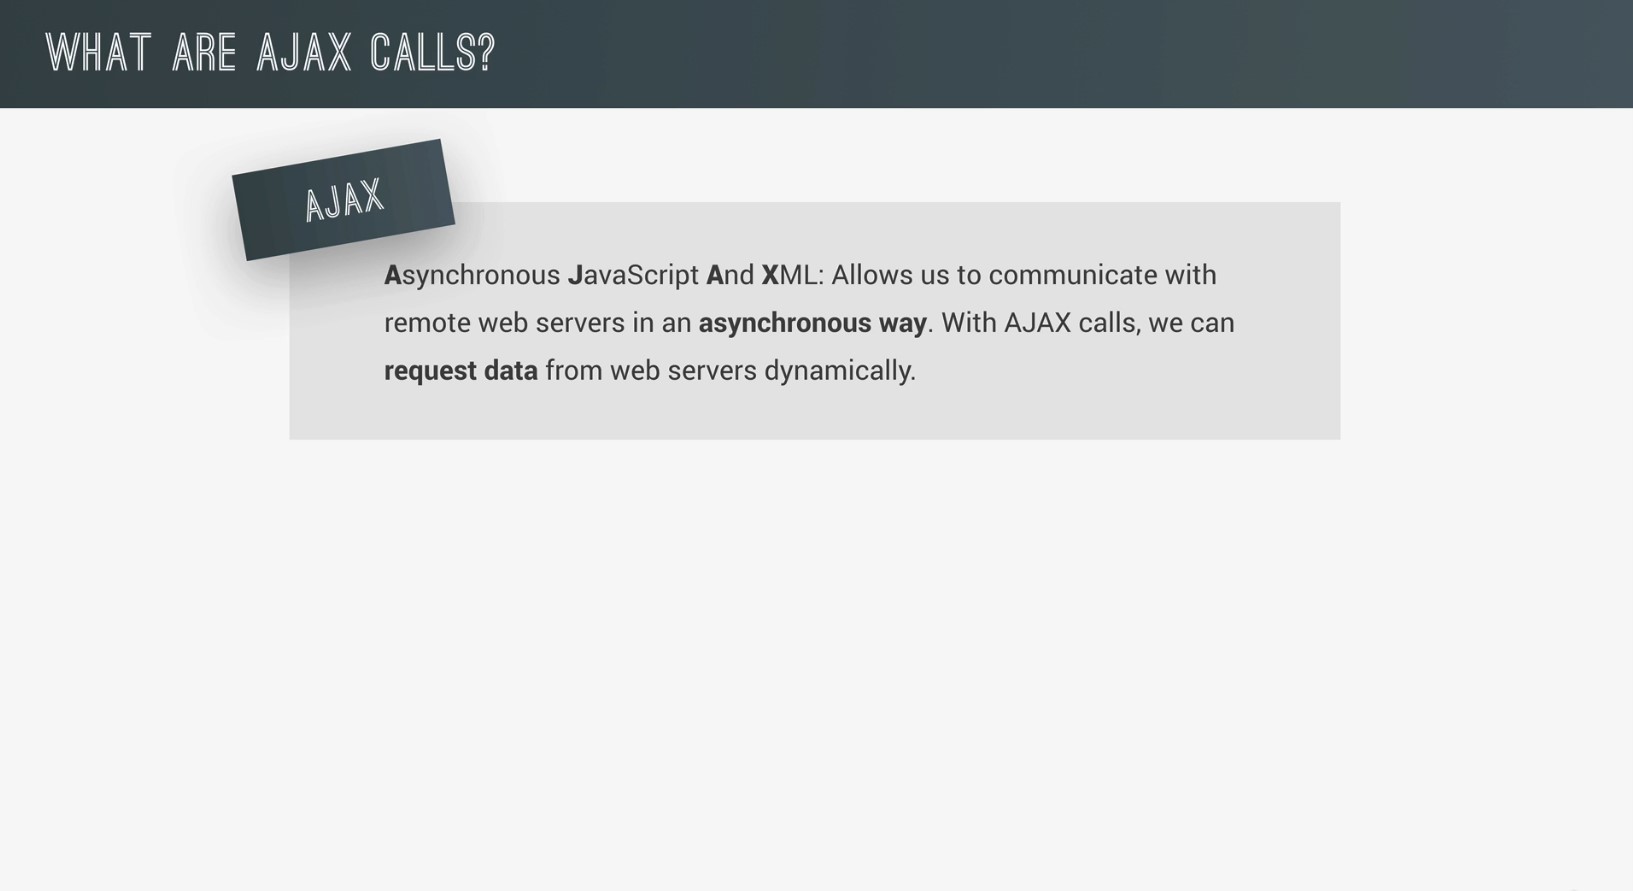 WHAT ARE AJAX CALLS?
AJAX
Asynchronous JavaScript And XML: Allows us to communicate with
remote web servers in an asynchronous way. With AJAX calls, we can
request data from web servers dynamically.